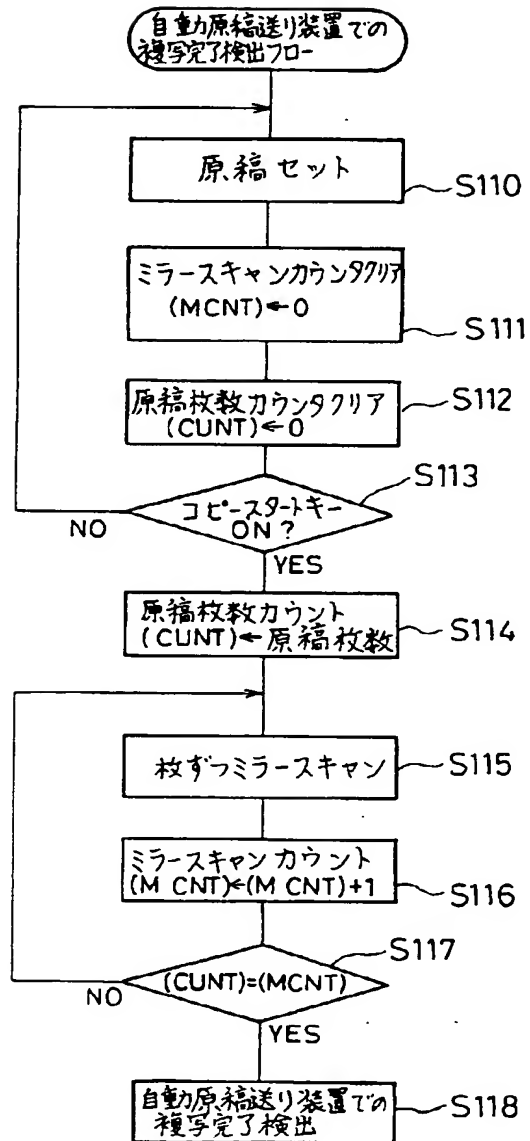 自動原稿送り装置での
複写完了検出フロー
原稿セット
S110
ミラースキャンカウンタクリア
(MCNT)←0
S111
原稿枚数カウンタクリア
(CUNT)←0
S112
S113
コピースタートキー
ON?
NO
YES
原稿枚数カウント
(CUNT)←原稿枚数
S114
枚ずつミラースキャン
S115
ミラースキャンカウント
(M CNT)←(M CNT)+1
S116
S117
(CUNT)=(MCNT)
NO
YES
自動原稿送り装置での
複写完了検出
S118